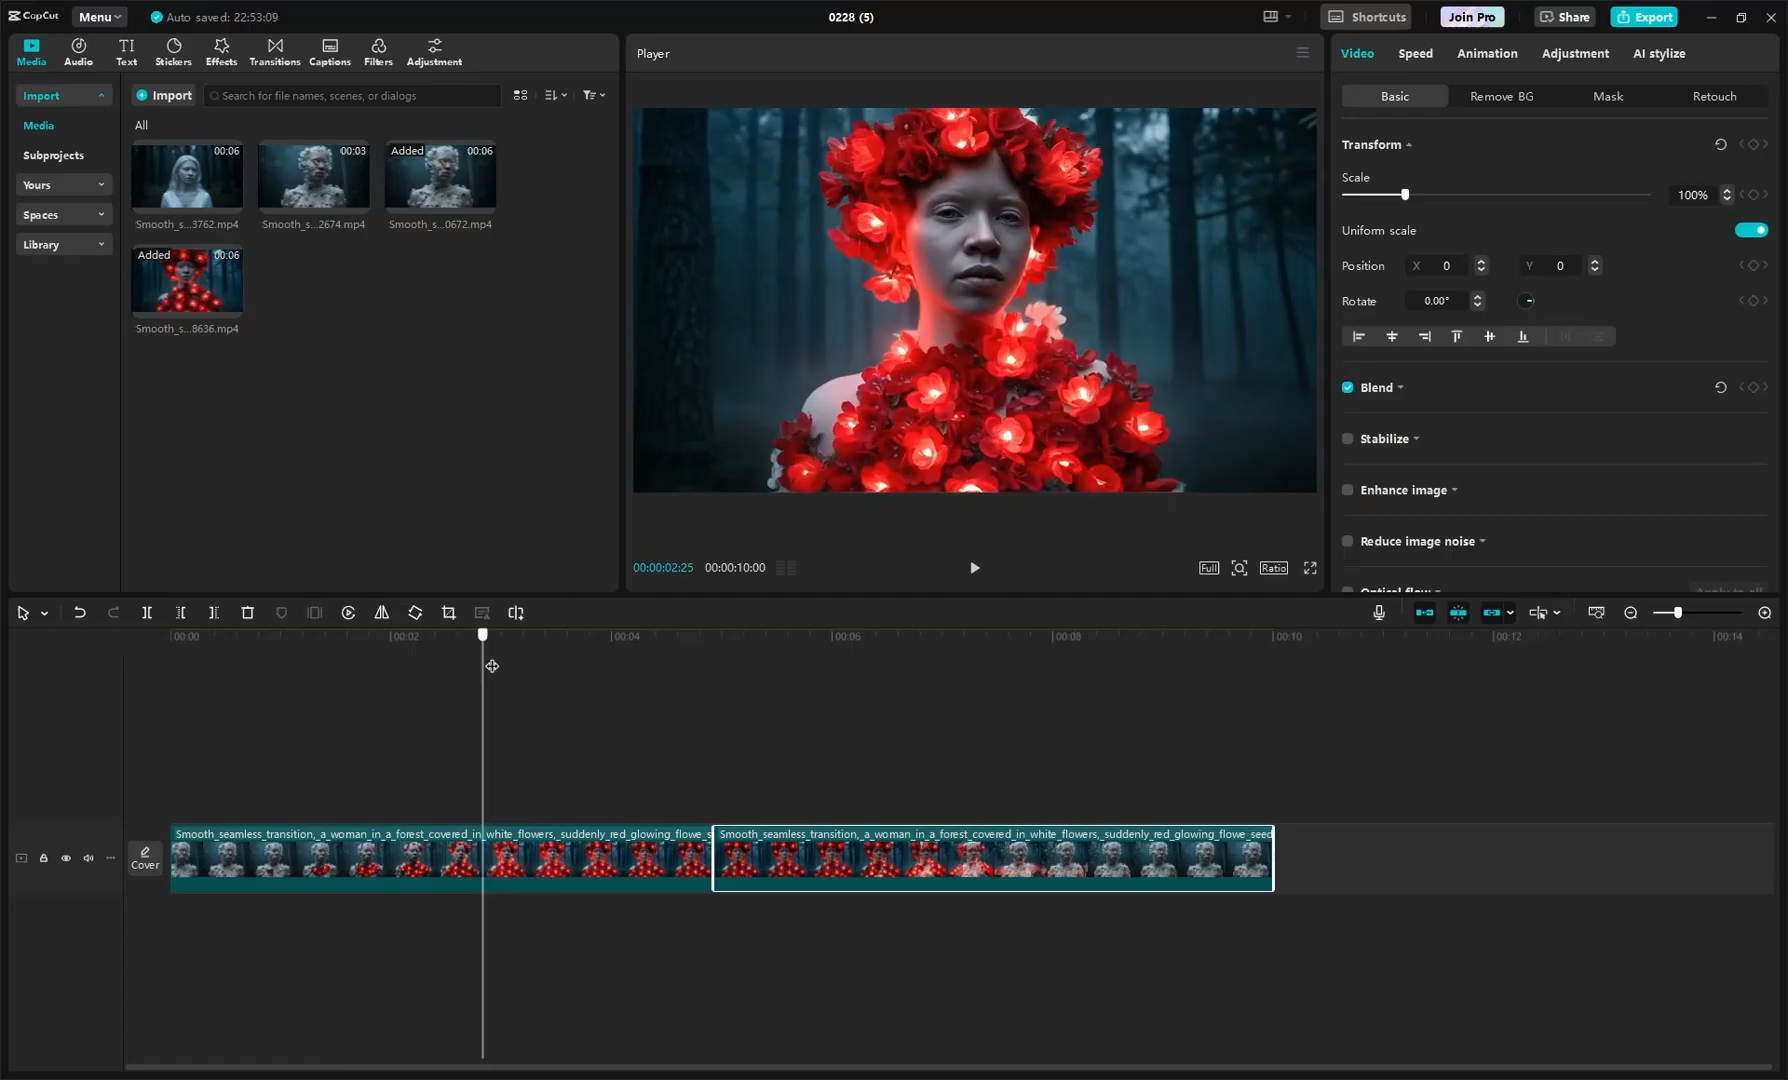 CapCut
Menu
Auto saved: 22:53:09
0228 (5)
Shortcuts
Join Pro
Share
Export
Media
Audio
Text
Stickers
Effects
Transitions
Captions
Filters
Adjustment
Import
Media
Subprojects
Yours
Spaces
Library
Import
Search for file names, scenes, or dialogs
All
00:06
Smooth_s...3762.mp4
00:03
Smooth_s...2674.mp4
Added 00:06
Smooth_s...0672.mp4
Added 00:06
Smooth_s...8636.mp4
Player
00:00:02:25 00:00:10:00
Full
Ratio
Video Speed Animation Adjustment AI stylize
Basic Remove BG Mask Retouch
Transform
Scale
100%
Uniform scale
Position X 0 Y 0
Rotate 0.00°
Blend
Stabilize
Enhance image
Reduce image noise
00:00 00:02 00:04 00:06 00:08 00:10 00:12 00:14
Cover
Smooth_seamless_transition,_a_woman_in_a_forest_covered_in_white_flowers,_suddenly_red_glowing_flowe_s
Smooth_seamless_transition,_a_woman_in_a_forest_covered_in_white_flowers,_suddenly_red_glowing_flowe_seed